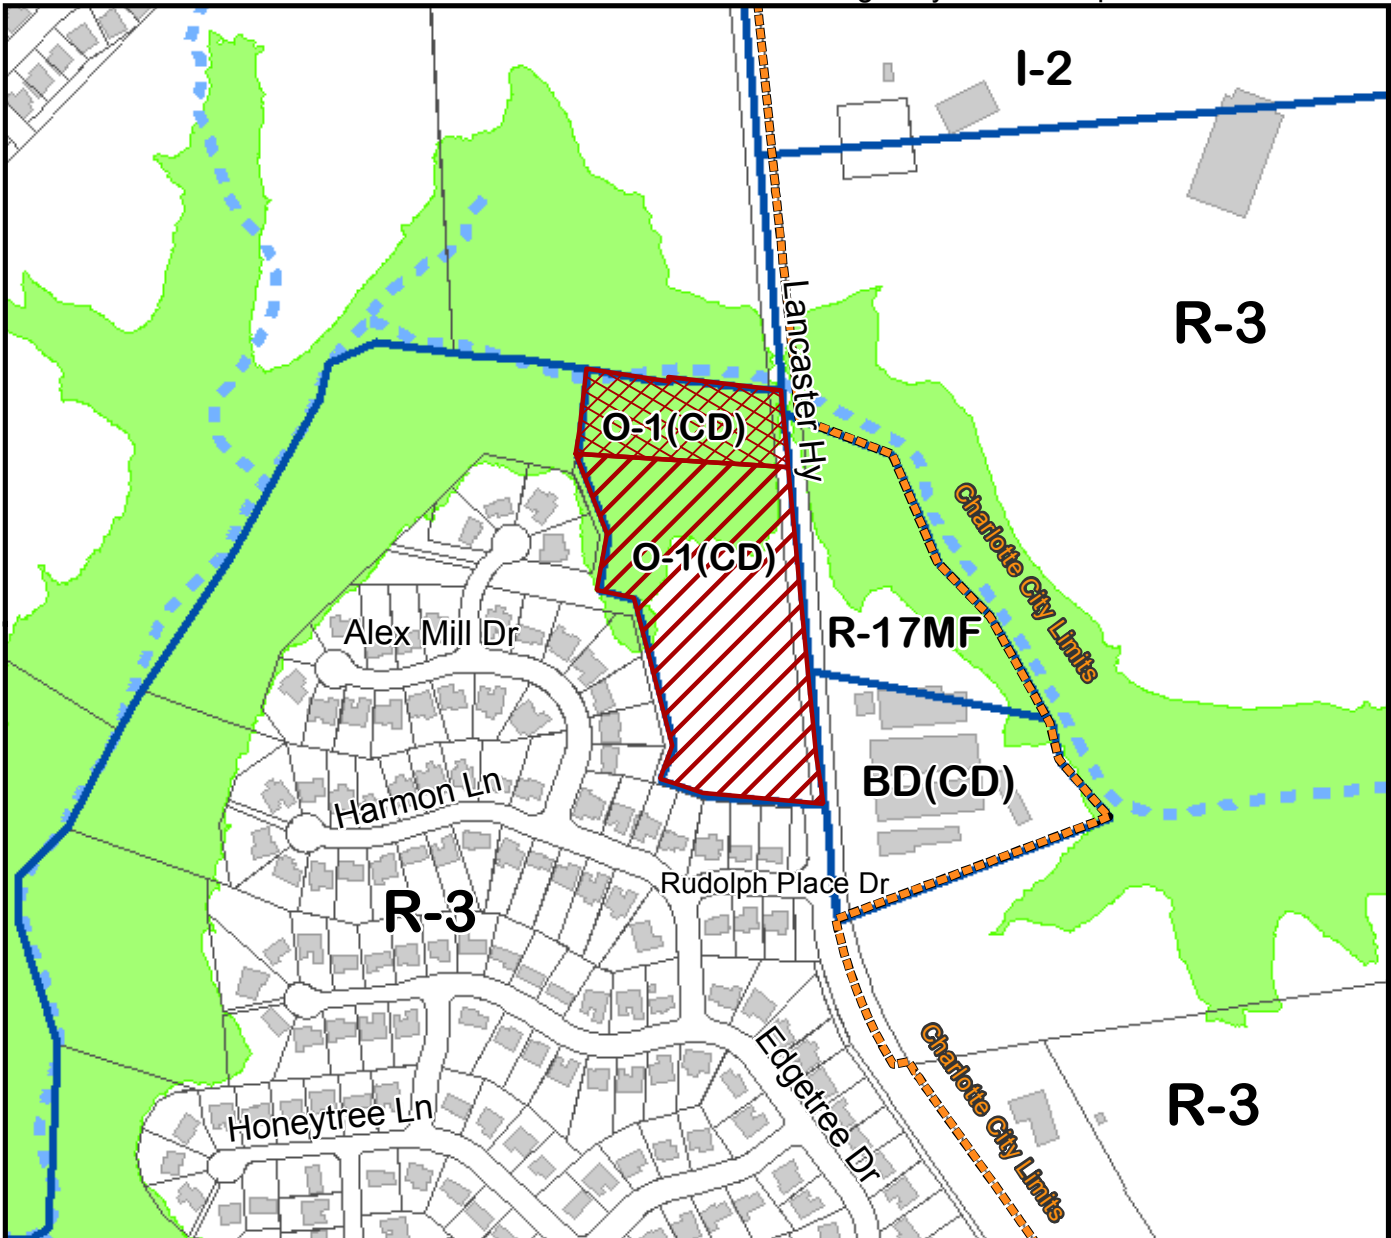 I-2
R-3
Lancaster Hy
O-1(CD)
Charlotte City Limits
O-1(CD)
R-17MF
Alex Mill Dr
BD(CD)
Harmon Ln
Rudolph Place Dr
R-3
Edgetree Dr
Charlotte City Limits
R-3
Honeytree Ln